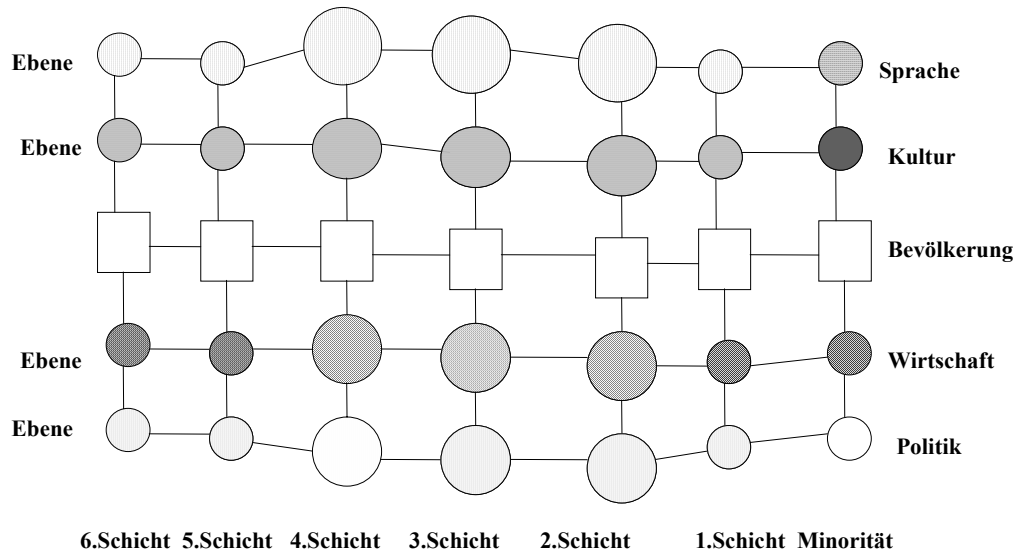 Ebene Sprache
Ebene Kultur
Bevölkerung
Ebene Wirtschaft
Ebene Politik
6.Schicht 5.Schicht 4.Schicht 3.Schicht 2.Schicht 1.Schicht Minorität